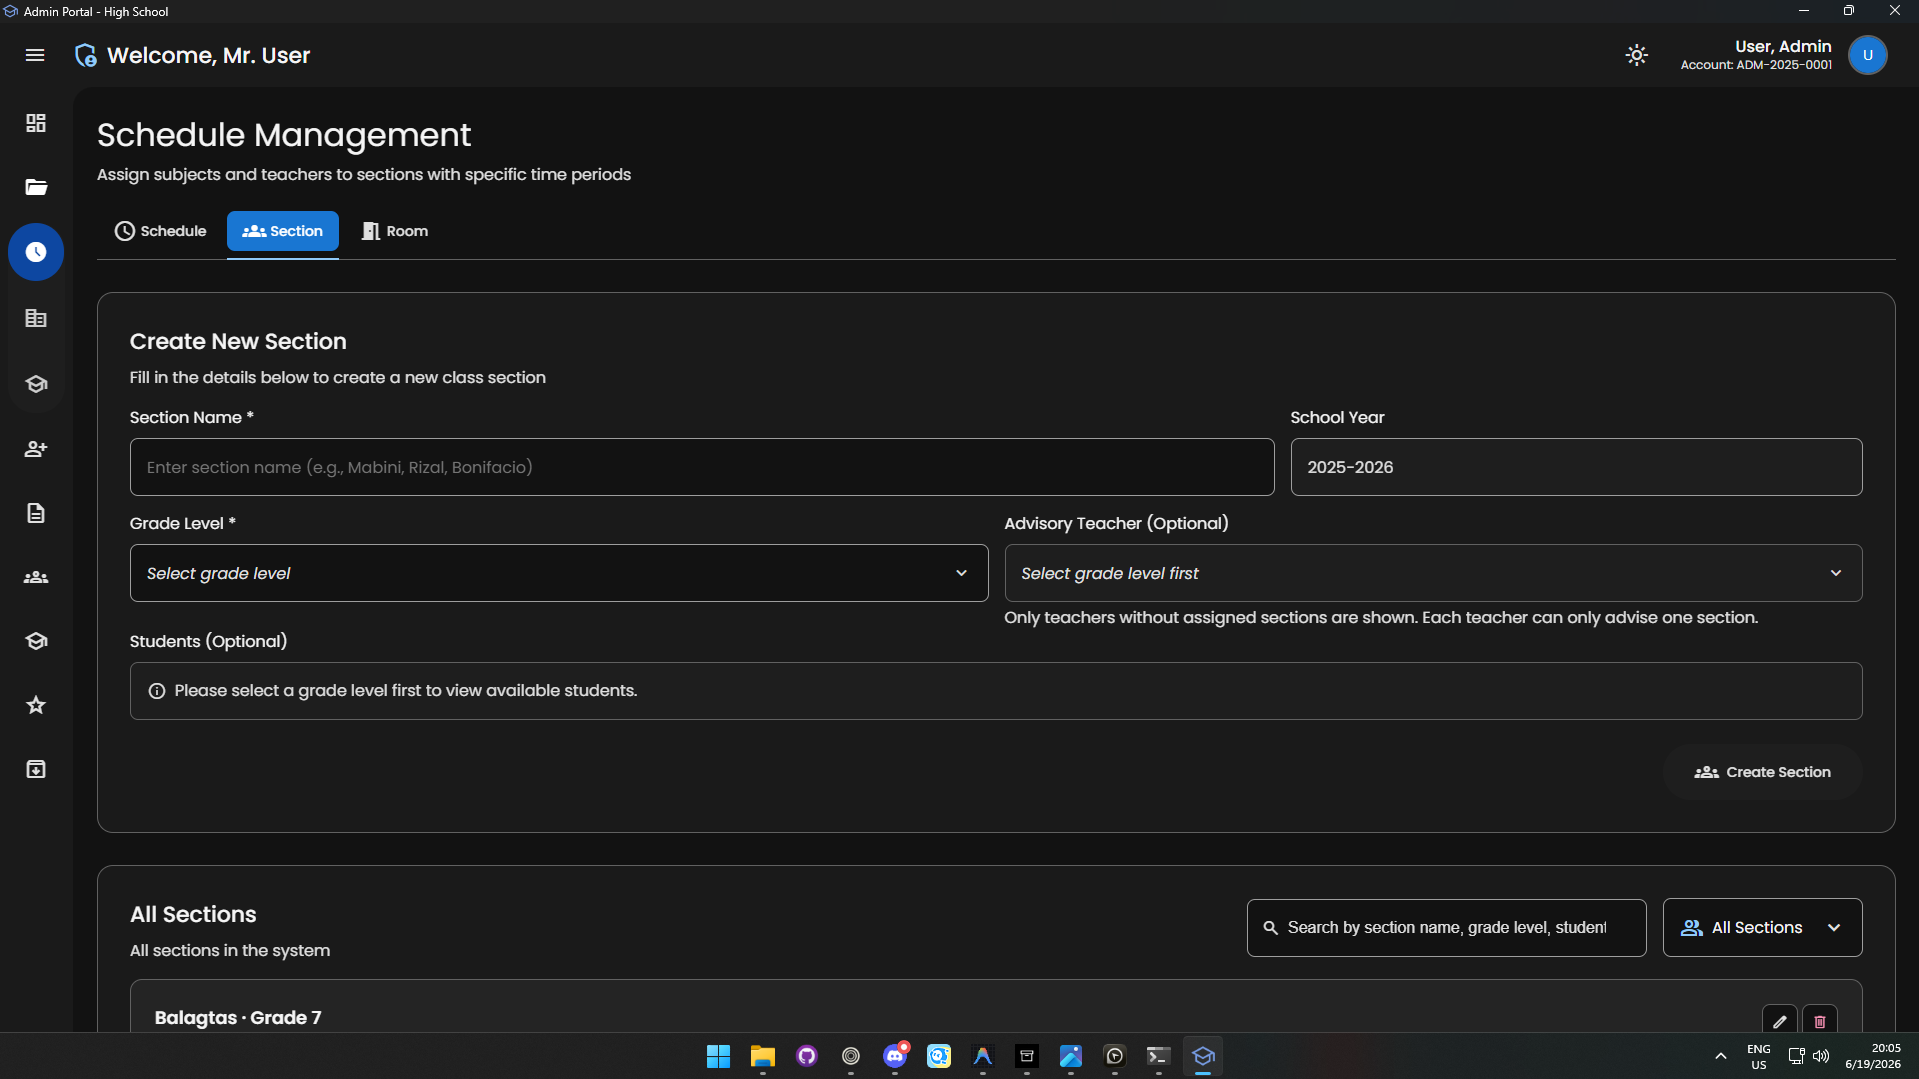 Admin Portal - High School
Welcome, Mr. User
User, Admin
Account: ADM-2025-0001
U
Schedule Management
Assign subjects and teachers to sections with specific time periods
Schedule
Section
Room
Create New Section
Fill in the details below to create a new class section
Section Name *
School Year
Enter section name (e.g., Mabini, Rizal, Bonifacio)
2025-2026
Grade Level *
Advisory Teacher (Optional)
Select grade level
Select grade level first
Only teachers without assigned sections are shown. Each teacher can only advise one section.
Students (Optional)
Please select a grade level first to view available students.
Create Section
All Sections
All sections in the system
Search by section name, grade level, student
All Sections
Balagtas · Grade 7
ENG
US
20:05
6/19/2026